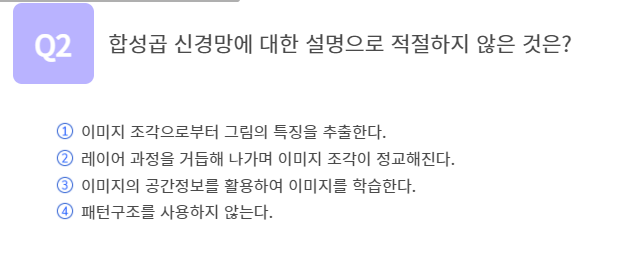 Q2 합성곱 신경망에 대한 설명으로 적절하지 않은 것은?
① 이미지 조각으로부터 그림의 특징을 추출한다.
② 레이어 과정을 거듭해 나가며 이미지 조각이 정교해진다.
③ 이미지의 공간정보를 활용하여 이미지를 학습한다.
④ 패턴구조를 사용하지 않는다.